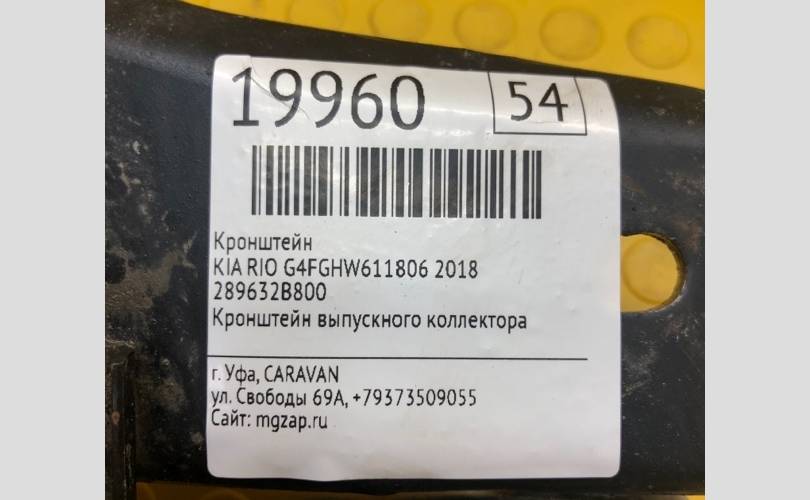 19960 54
Кронштейн
KIA RIO G4FGHW611806 2018
289632B800
Кронштейн выпускного коллектора
г. Уфа, CARAVAN
ул. Свободы 69А, +79373509055
Сайт: mgzap.ru